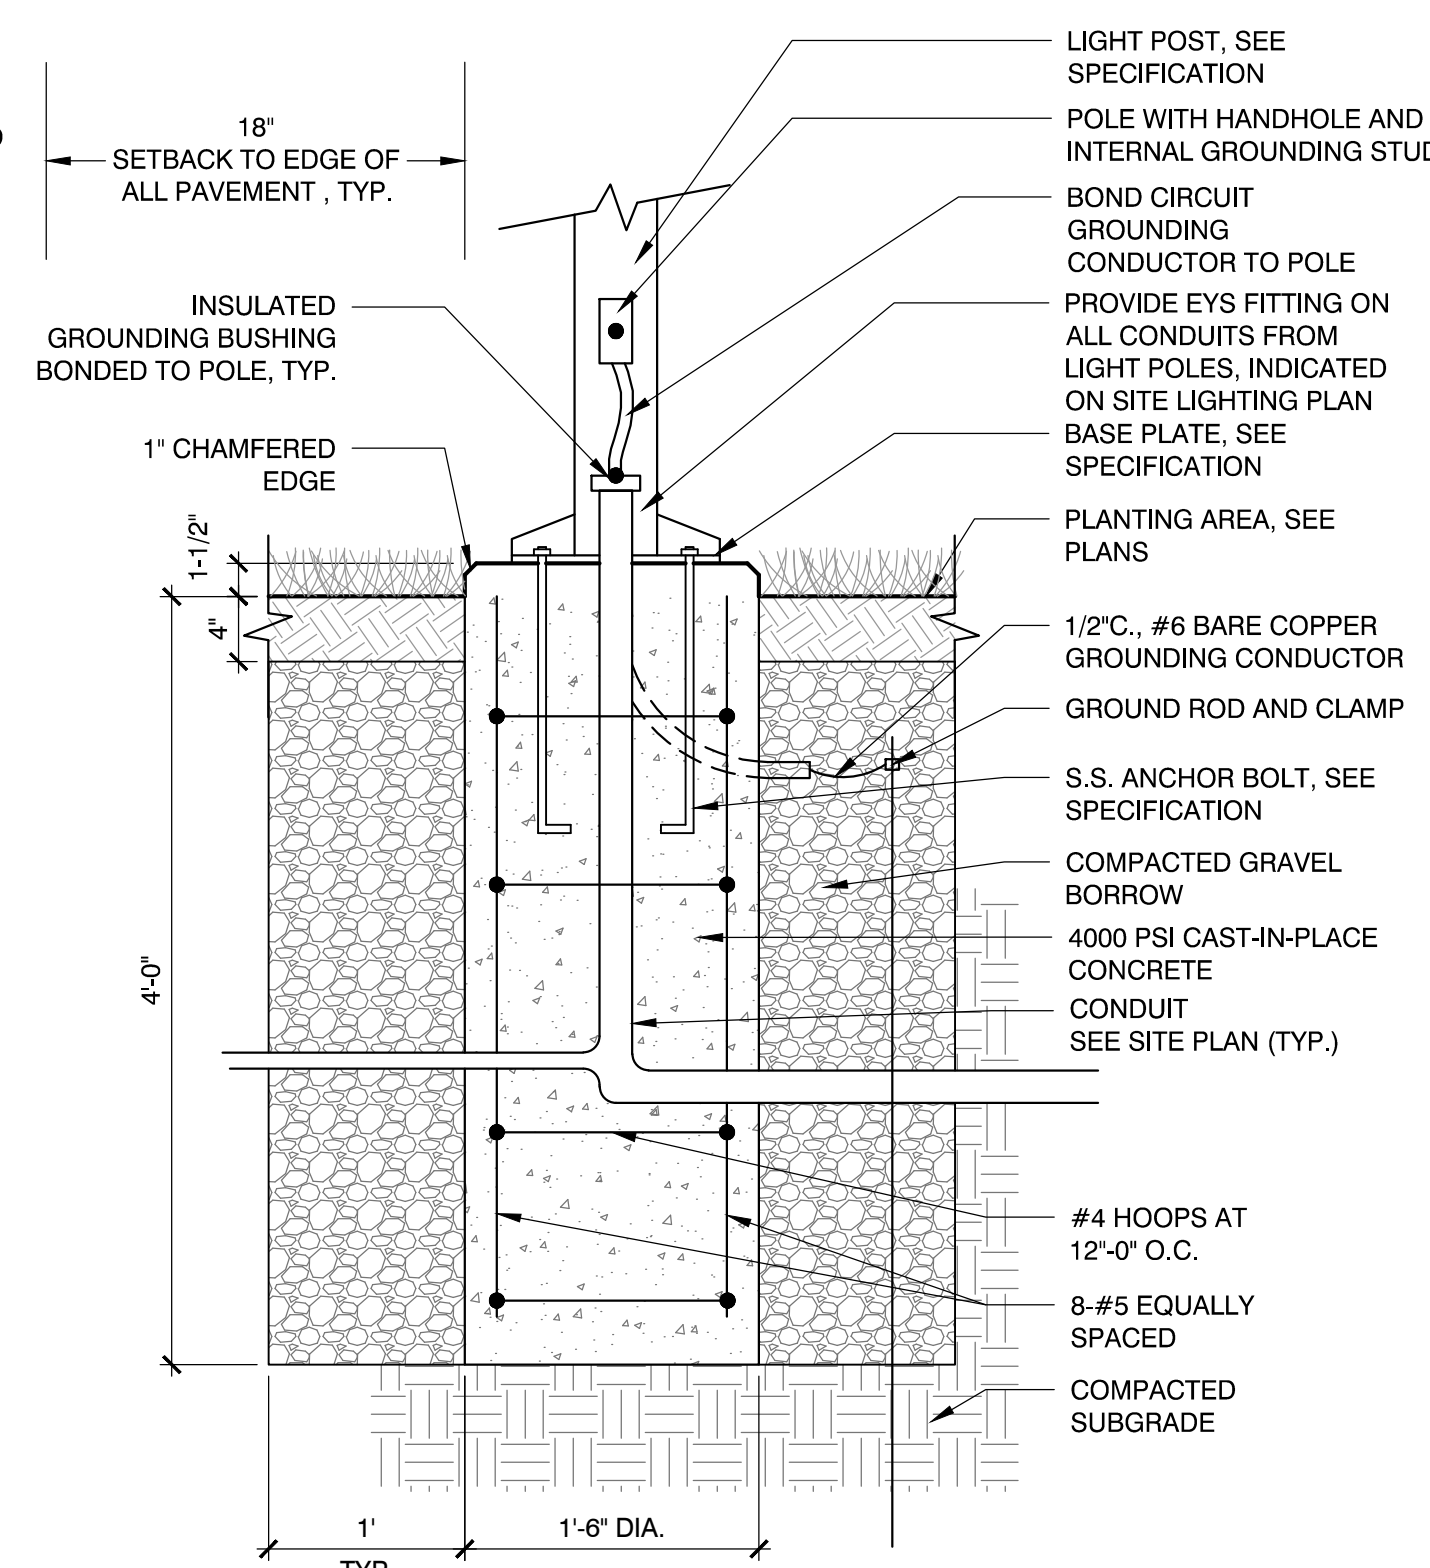 18"
SETBACK TO EDGE OF
ALL PAVEMENT , TYP.
INSULATED
GROUNDING BUSHING
BONDED TO POLE, TYP.
1" CHAMFERED
EDGE
1-1/2"
4"
4'-0"
1'
TYP
1'-6" DIA.
LIGHT POST, SEE
SPECIFICATION
POLE WITH HANDHOLE AND
INTERNAL GROUNDING STUD
BOND CIRCUIT
GROUNDING
CONDUCTOR TO POLE
PROVIDE EYS FITTING ON
ALL CONDUITS FROM
LIGHT POLES, INDICATED
ON SITE LIGHTING PLAN
BASE PLATE, SEE
SPECIFICATION
PLANTING AREA, SEE
PLANS
1/2"C., #6 BARE COPPER
GROUNDING CONDUCTOR
GROUND ROD AND CLAMP
S.S. ANCHOR BOLT, SEE
SPECIFICATION
COMPACTED GRAVEL
BORROW
4000 PSI CAST-IN-PLACE
CONCRETE
CONDUIT
SEE SITE PLAN (TYP.)
#4 HOOPS AT
12"-0" O.C.
8-#5 EQUALLY
SPACED
COMPACTED
SUBGRADE